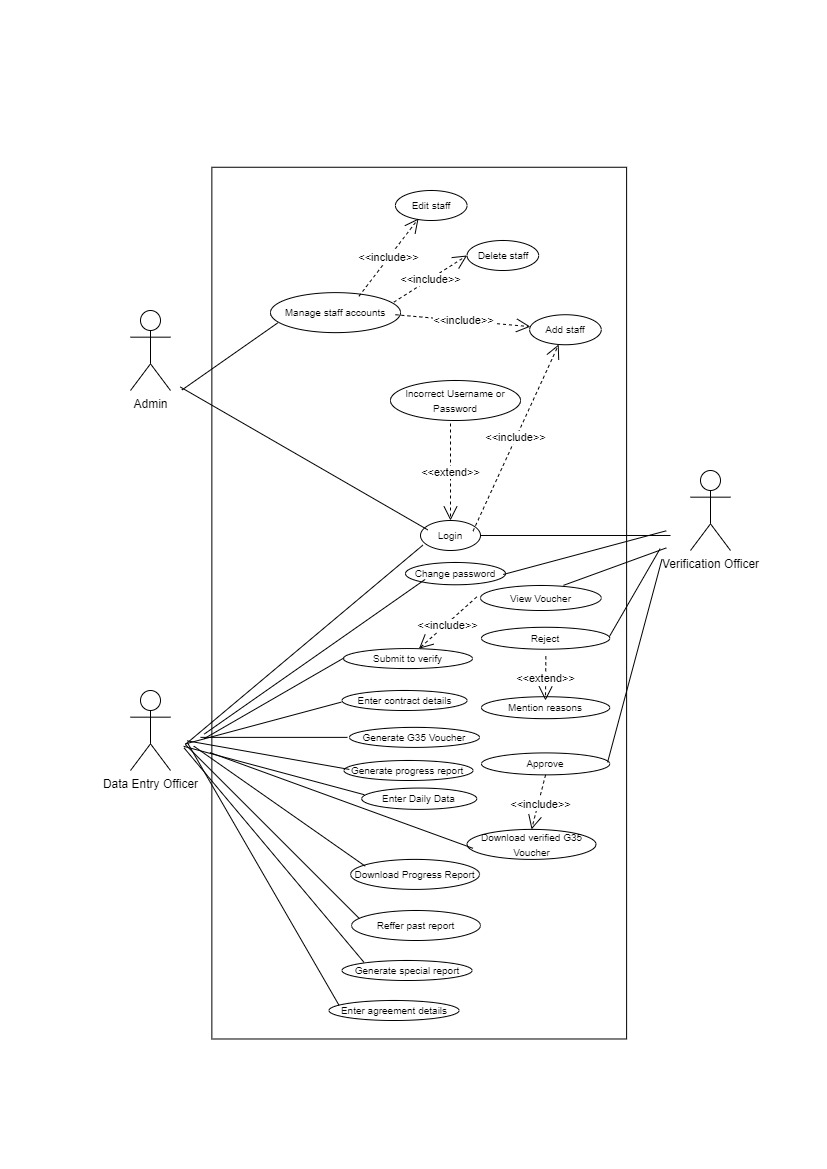 Edit staff
<<include>>
Delete staff
<<include>>
Manage staff accounts
<<include>>
Add staff
Admin
Incorrect Username or
Password
<<include>>
<<extend>>
Login
Verification Officer
Change password
View Voucher
<<include>>
Reject
Submit to verify
<<extend>>
Enter contract details
Mention reasons
Generate G35 Voucher
Approve
Generate progress report
Data Entry Officer
Enter Daily Data
<<include>>
Download verified G35
Voucher
Download Progress Report
Reffer past report
Generate special report
Enter agreement details